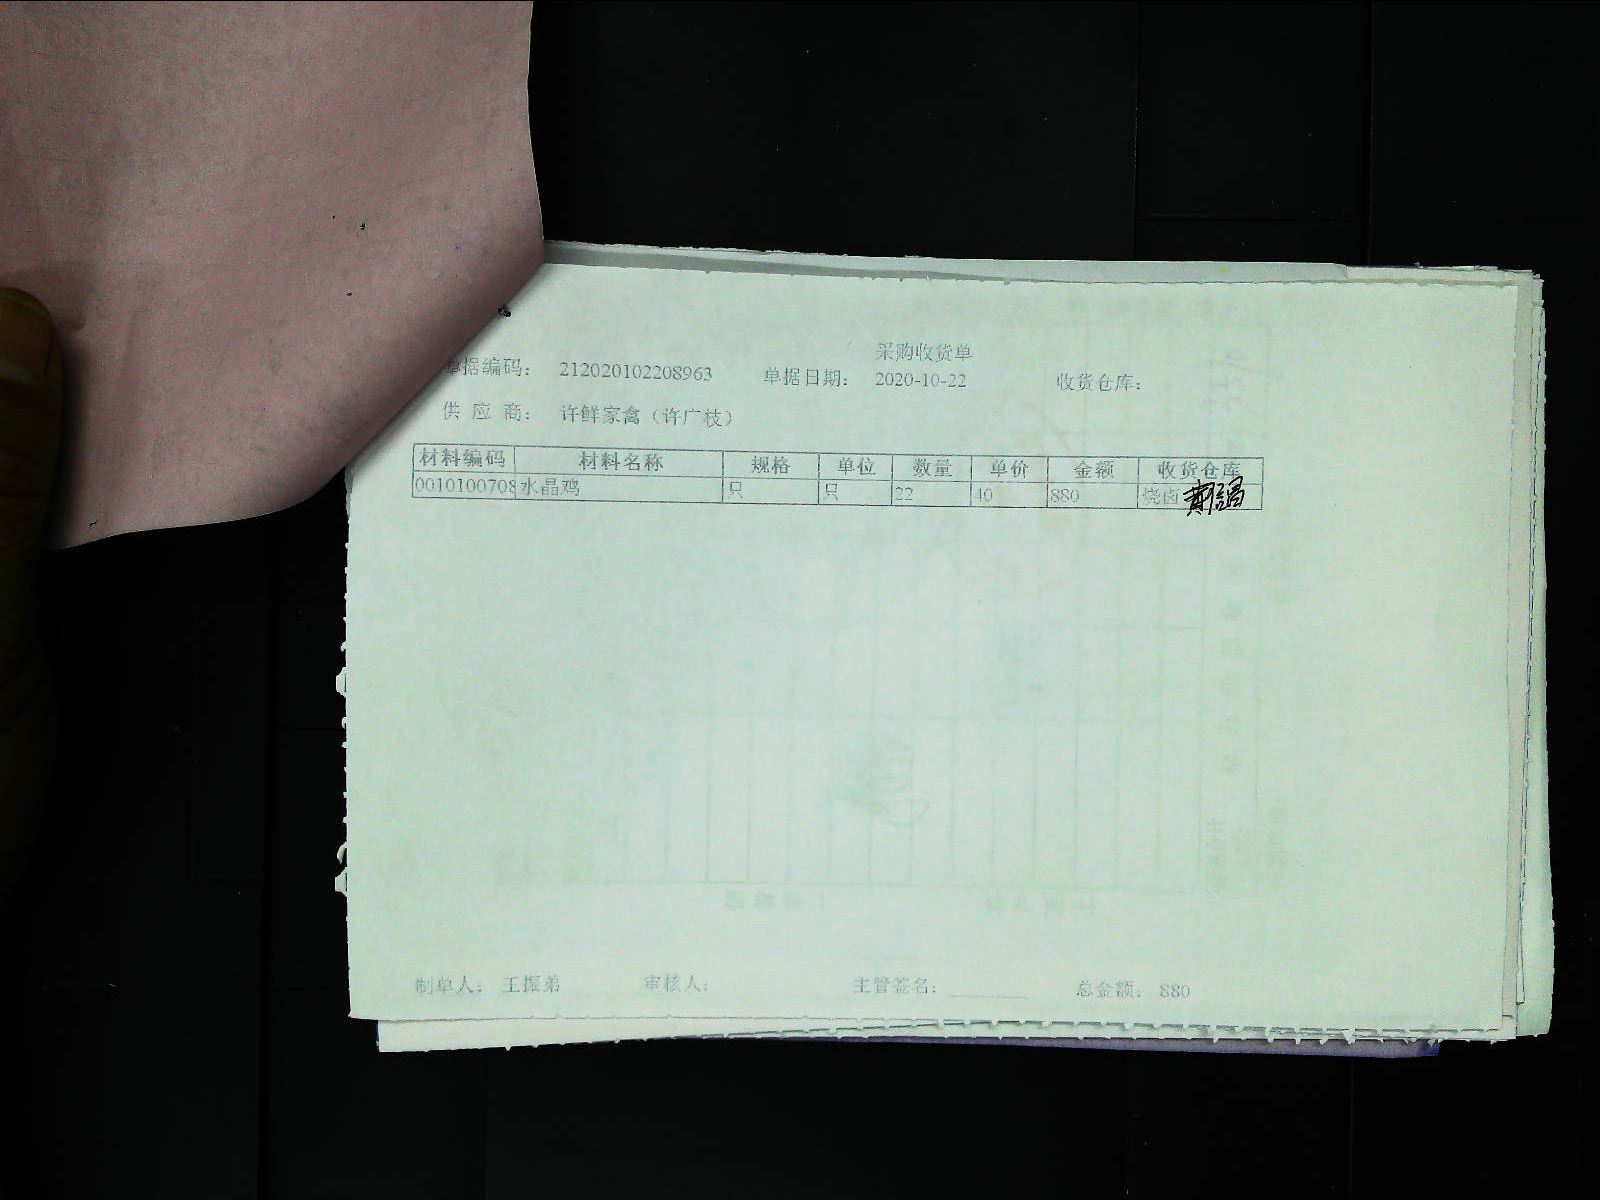 采购收货单
单据编码： 212020102208963 单据日期： 2020-10-22 收货仓库：
供 应 商： 许鲜家禽（许广枝）
材料编码 材料名称 规格 单位 数量 单价 金额 收货仓库
0010100708 水晶鸡 只 只 22 40 880 烧卤
制单人： 王振弟 审核人： 主管签名： 总金额： 880